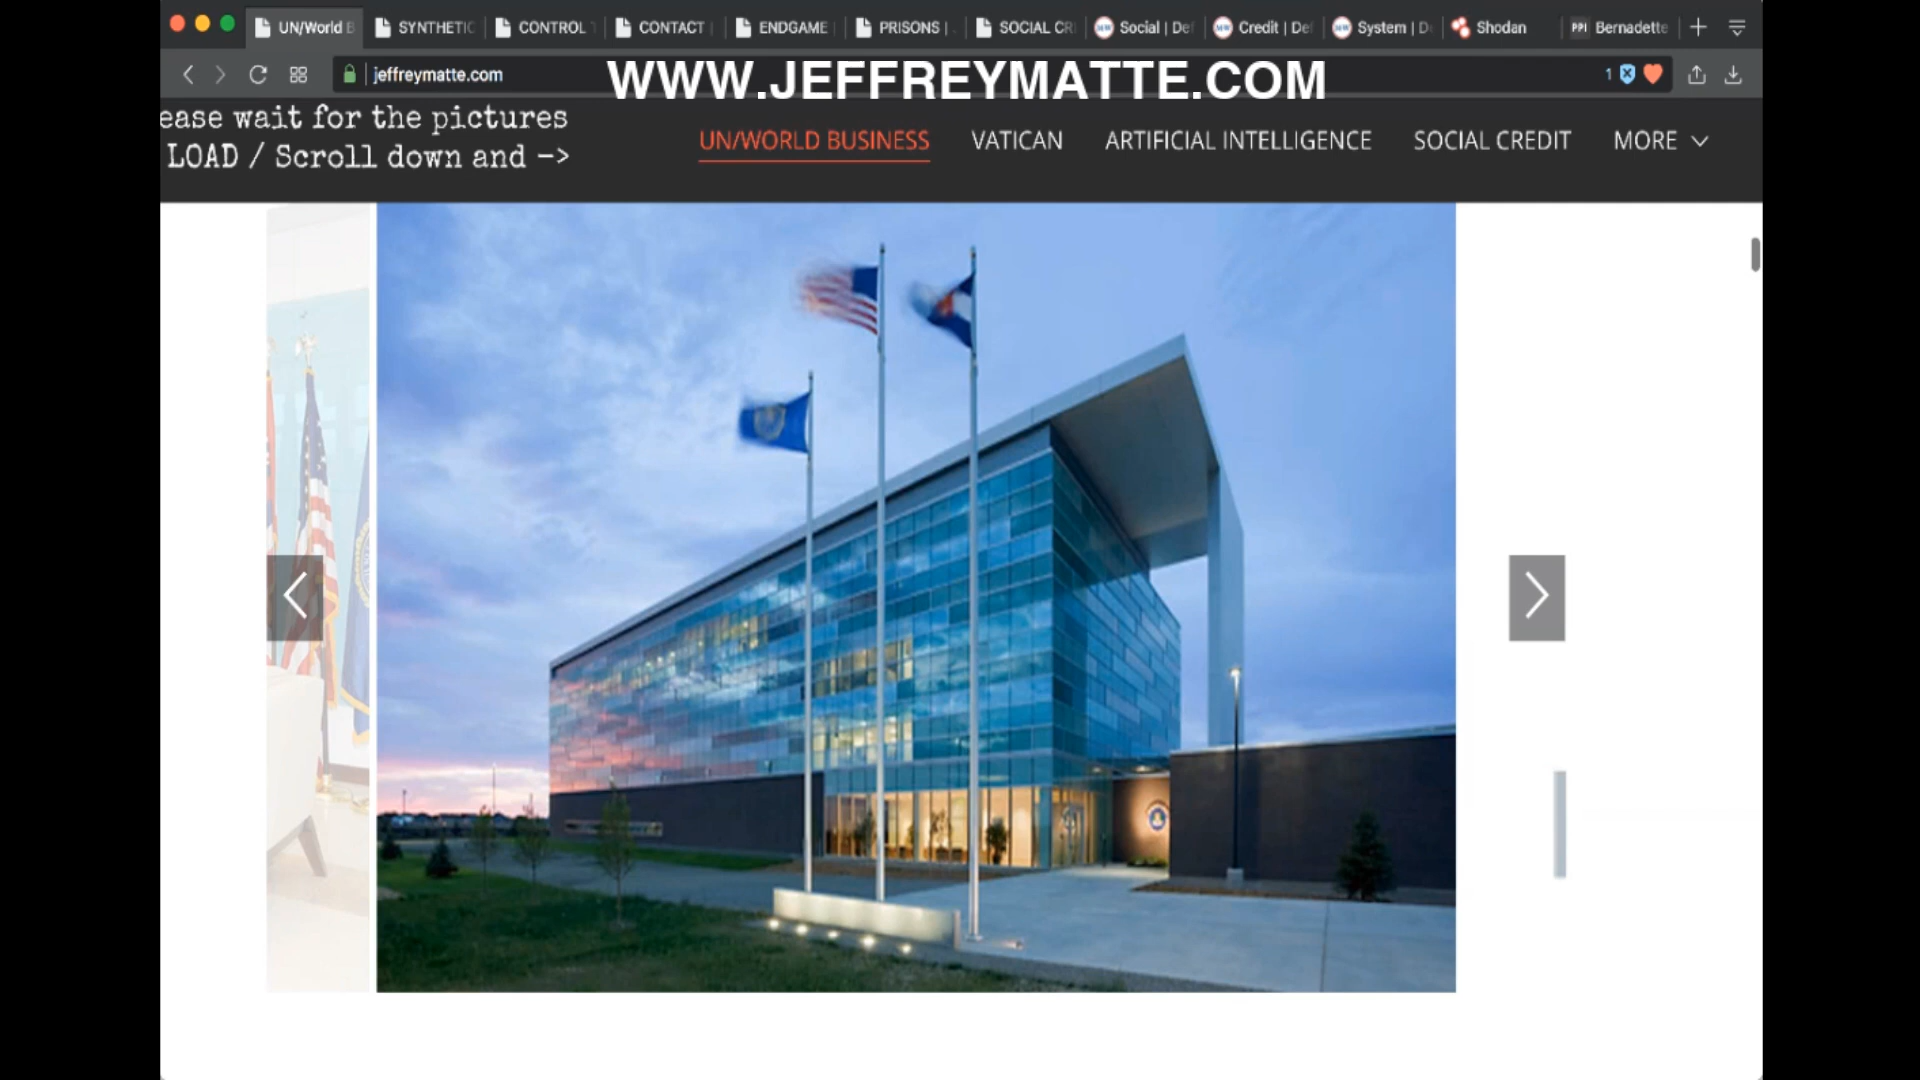 UN/World B
SYNTHETIC
CONTROL
CONTACT
ENDGAME
PRISONS |
SOCIAL CR
Social | De
Credit | De
System | D
Shodan
PPI Bernadette
jeffreymatte.com
WWW.JEFFREYMATTE.COM
1
ease wait for the pictures
LOAD / Scroll down and ->
UN/WORLD BUSINESS
VATICAN
ARTIFICIAL INTELLIGENCE
SOCIAL CREDIT
MORE